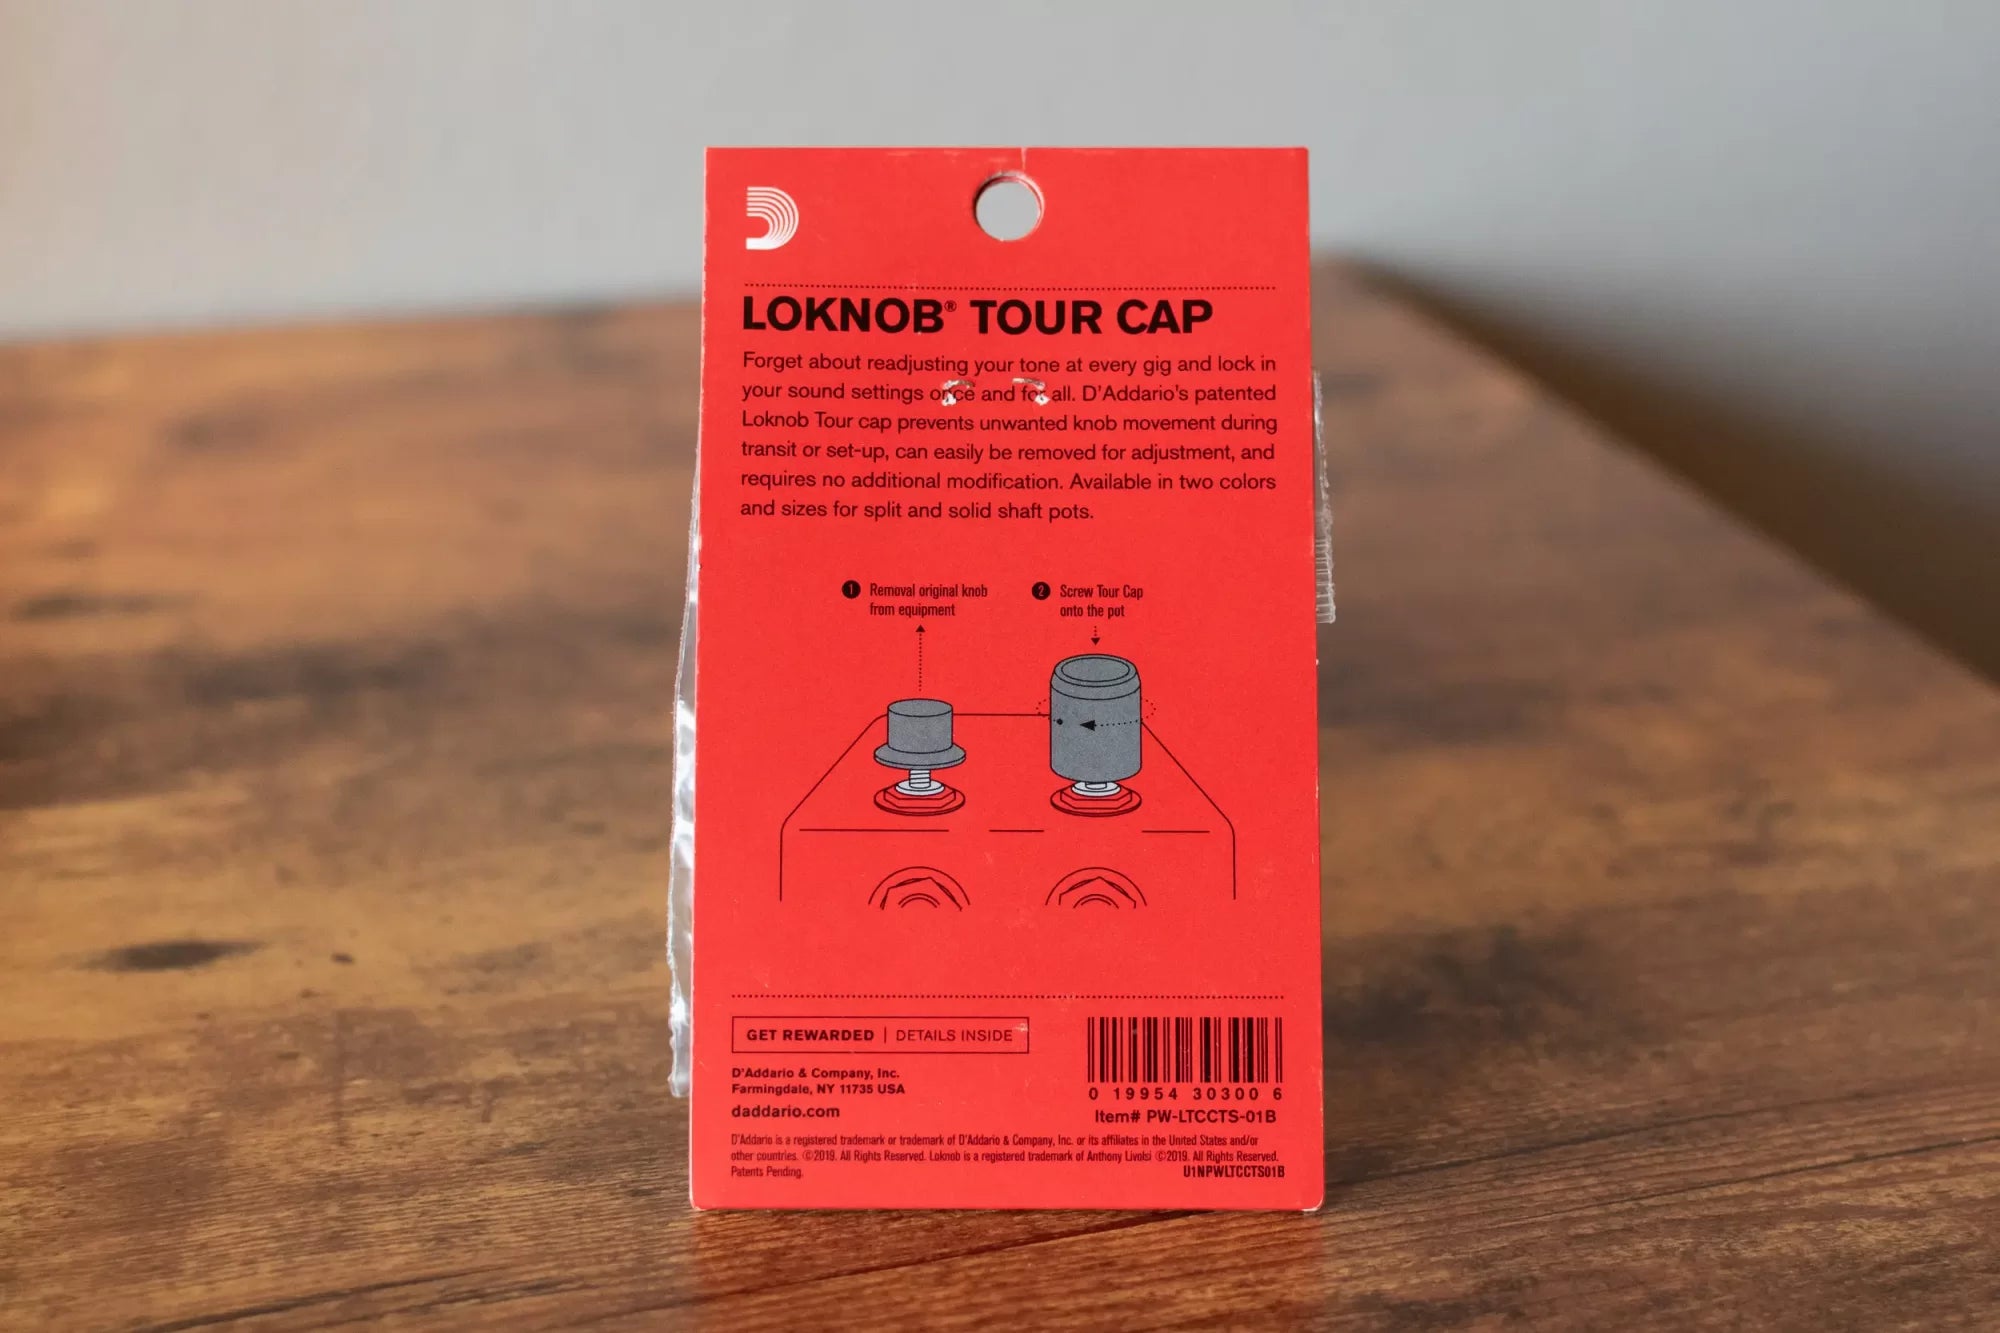 LOKNOB® TOUR CAP
Forget about readjusting your tone at every gig and lock in
your sound settings once and for all. D'Addario's patented
Loknob Tour cap prevents unwanted knob movement during
transit or set-up, can easily be removed for adjustment, and
requires no additional modification. Available in two colors
and sizes for split and solid shaft pots.
1 Removal original knob
from equipment
2 Screw Tour Cap
onto the pot
GET REWARDED | DETAILS INSIDE
D'Addario & Company, Inc.
Farmingdale, NY 11735 USA
daddario.com
0 19954 30300 6
Item# PW-LTCCTS-01B
D'Addario is a registered trademark or trademark of D'Addario & Company, Inc. or its affiliates in the United States and/or
other countries. ©2019. All Rights Reserved. Loknob is a registered trademark of Anthony Livolsi ©2019. All Rights Reserved.
Patents Pending.
U1NPWLTCCTS01B